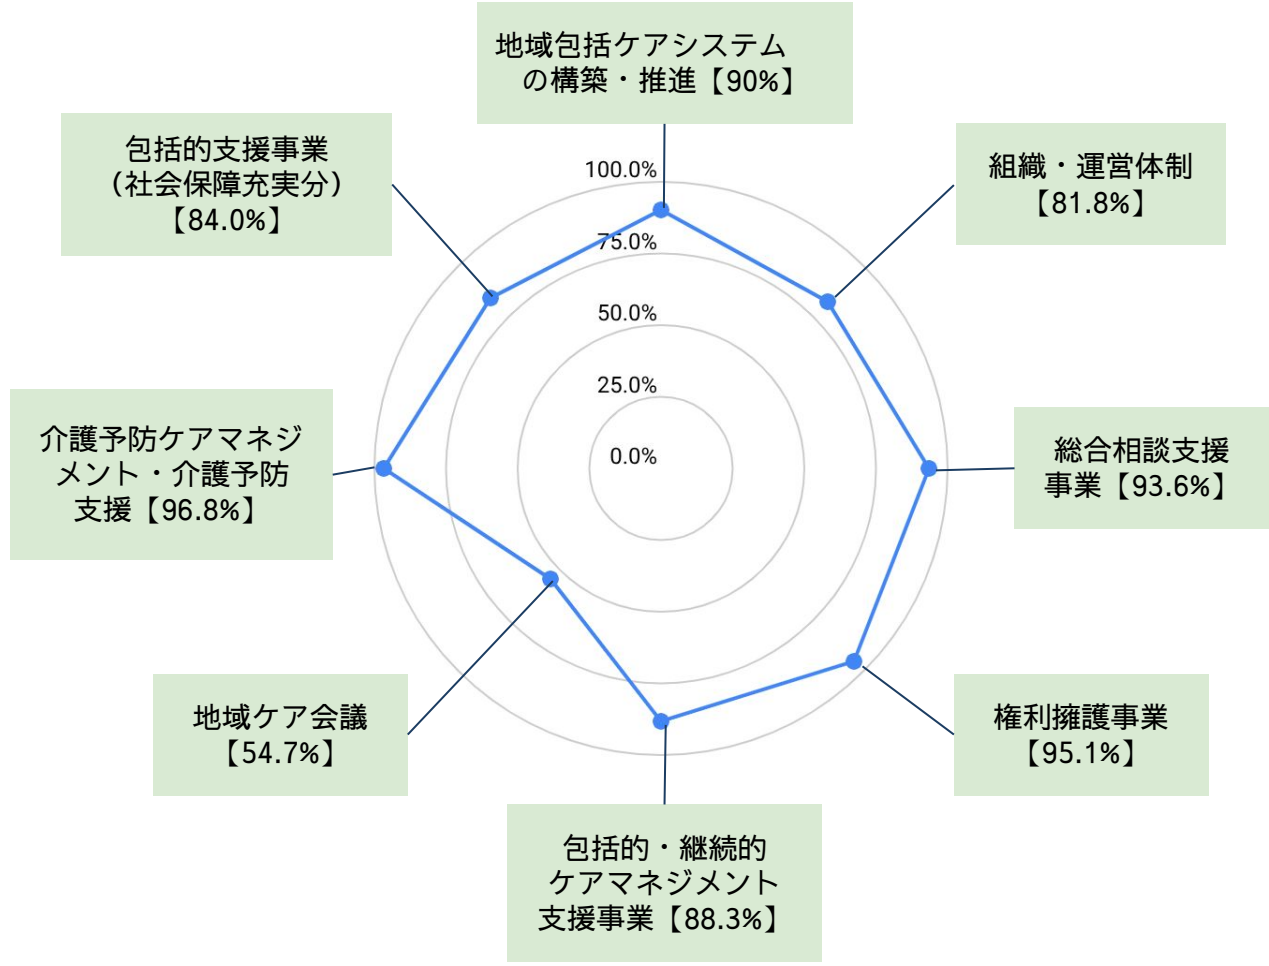 地域包括ケアシステム
の構築・推進【90%】
組織・運営体制
【81.8%】
総合相談支援
事業【93.6%】
権利擁護事業
【95.1%】
包括的・継続的
ケアマネジメント
支援事業【88.3%】
地域ケア会議
【54.7%】
介護予防ケアマネジ
メント・介護予防
支援【96.8%】
包括的支援事業
（社会保障充実分）
【84.0%】
100.0%
75.0%
50.0%
25.0%
0.0%